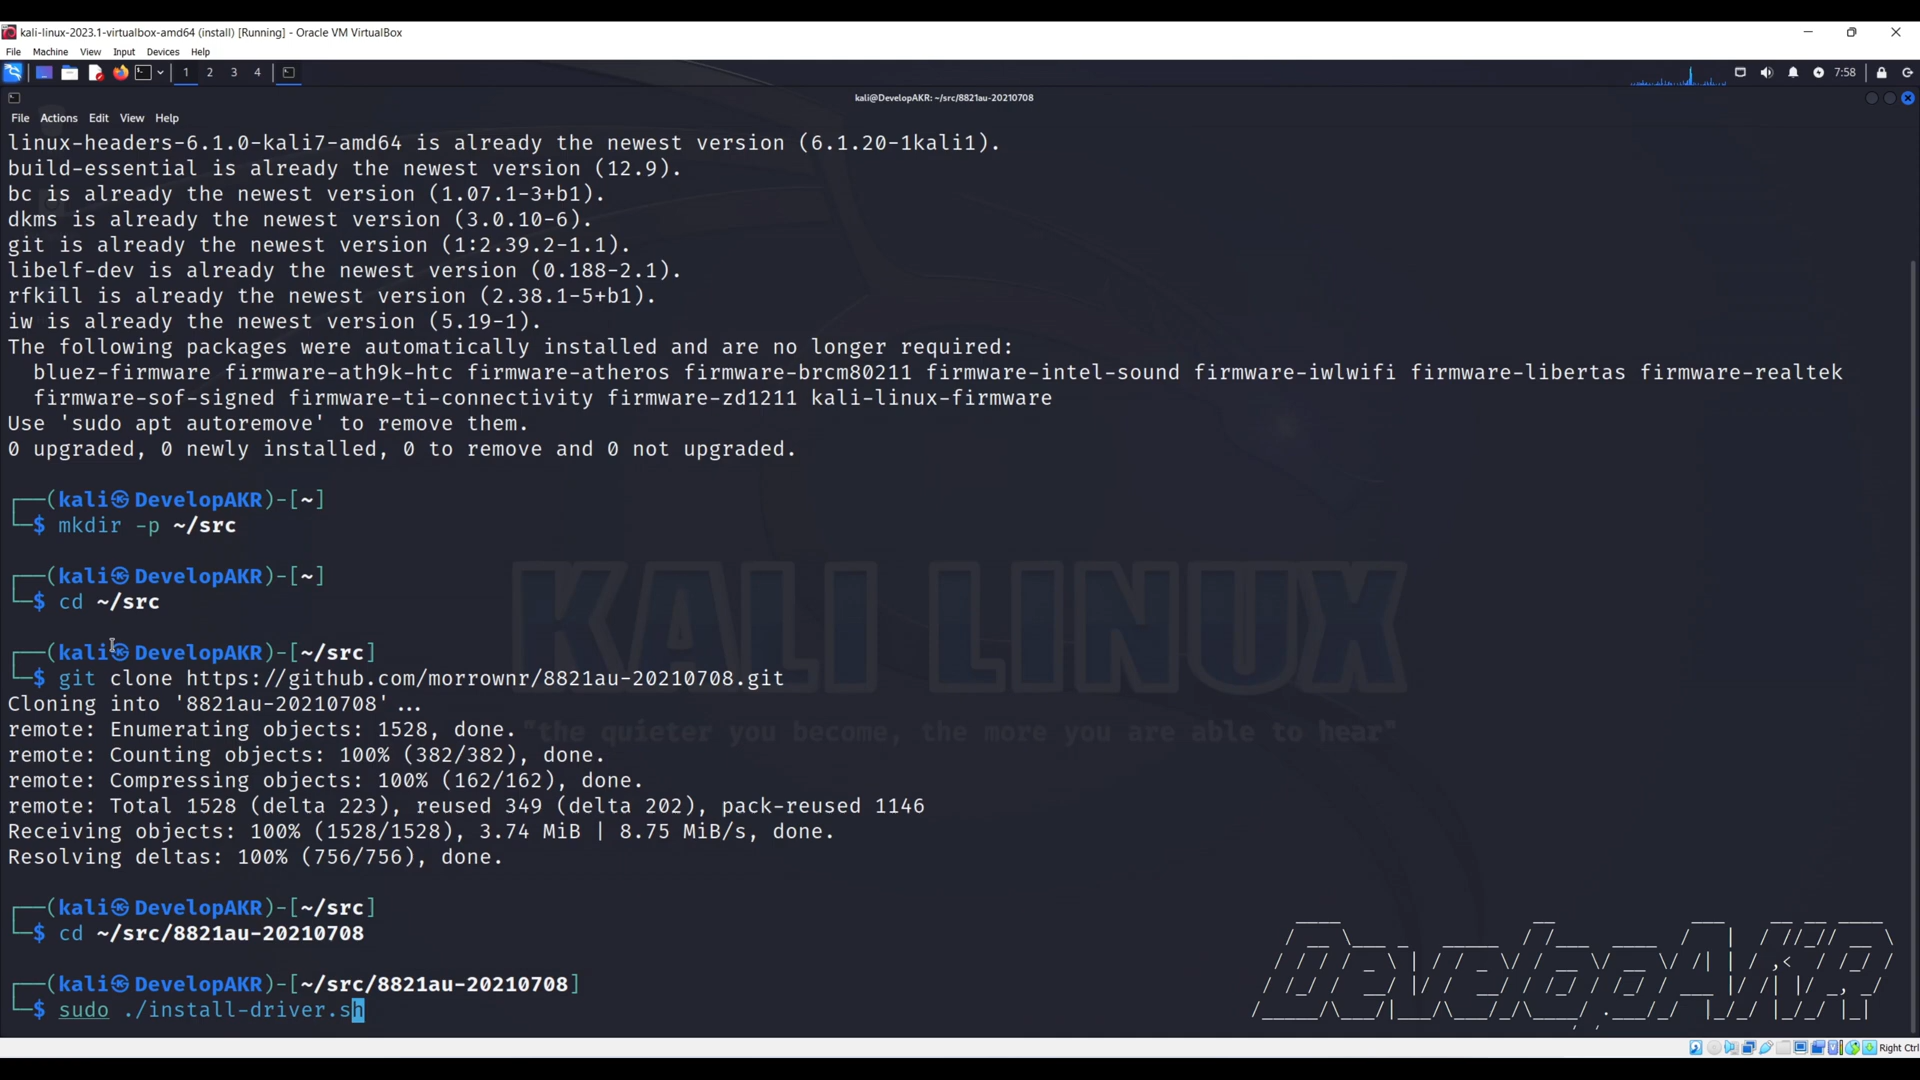 kali-linux-2023.1-virtualbox-amd64 (install) [Running] - Oracle VM VirtualBox
File Machine View Input Devices Help
1 2 3 4 7:58
kali@DevelopAKR: ~/src/8821au-20210708
File Actions Edit View Help
linux-headers-6.1.0-kali7-amd64 is already the newest version (6.1.20-1kali1).
build-essential is already the newest version (12.9).
bc is already the newest version (1.07.1-3+b1).
dkms is already the newest version (3.0.10-6).
git is already the newest version (1:2.39.2-1.1).
libelf-dev is already the newest version (0.188-2.1).
rfkill is already the newest version (2.38.1-5+b1).
iw is already the newest version (5.19-1).
The following packages were automatically installed and are no longer required:
bluez-firmware firmware-ath9k-htc firmware-atheros firmware-brcm80211 firmware-intel-sound firmware-iwlwifi firmware-libertas firmware-realtek
firmware-sof-signed firmware-ti-connectivity firmware-zd1211 kali-linux-firmware
Use 'sudo apt autoremove' to remove them.
0 upgraded, 0 newly installed, 0 to remove and 0 not upgraded.
┌──(kali㉿DevelopAKR)-[~]
└─$ mkdir -p ~/src
┌──(kali㉿DevelopAKR)-[~]
└─$ cd ~/src
KALI LINUX
┌──(kali㉿DevelopAKR)-[~/src]
└─$ git clone https://github.com/morrownr/8821au-20210708.git
Cloning into '8821au-20210708'...
remote: Enumerating objects: 1528, done.
"the quieter you become, the more you are able to hear"
remote: Counting objects: 100% (382/382), done.
remote: Compressing objects: 100% (162/162), done.
remote: Total 1528 (delta 223), reused 349 (delta 202), pack-reused 1146
Receiving objects: 100% (1528/1528), 3.74 MiB | 8.75 MiB/s, done.
Resolving deltas: 100% (756/756), done.
┌──(kali㉿DevelopAKR)-[~/src]
└─$ cd ~/src/8821au-20210708
┌──(kali㉿DevelopAKR)-[~/src/8821au-20210708]
└─$ sudo ./install-driver.sh
DevelopAKR
Right Ctrl